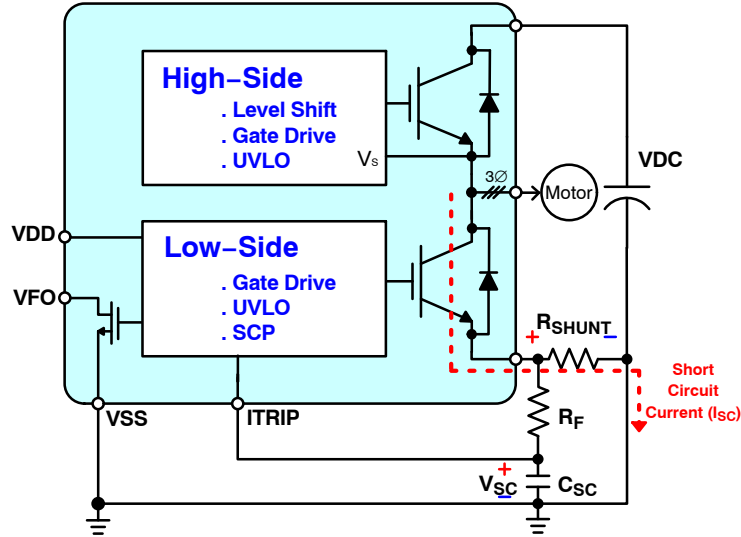 High−Side
. Level Shift
. Gate Drive
. UVLO
VS
3∅
Motor
VDC
VDD
VFO
Low−Side
. Gate Drive
. UVLO
. SCP
+ RSHUNT −
Short
Circuit
Current (ISC)
VSS
ITRIP
RF
+
VSC
−
CSC